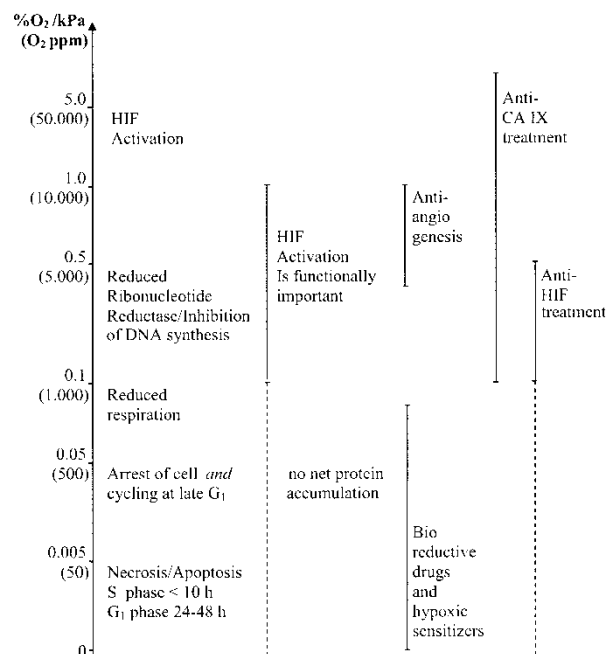 %O₂ /kPa
(O₂ ppm)
5.0
(50.000)
HIF
Activation
Anti-
CA IX
treatment
1.0
(10.000)
Anti-
angio
genesis
HIF
Activation
Is functionally
important
0.5
(5.000)
Reduced
Ribonucleotide
Reductase/Inhibition
of DNA synthesis
Anti-
HIF
treatment
0.1
(1.000)
Reduced
respiration
0.05
(500)
Arrest of cell and
cycling at late G₁
no net protein
accumulation
0.005
(50)
Necrosis/Apoptosis
S phase < 10 h
G₁ phase 24-48 h
Bio
reductive
drugs
and
hypoxic
sensitizers
0